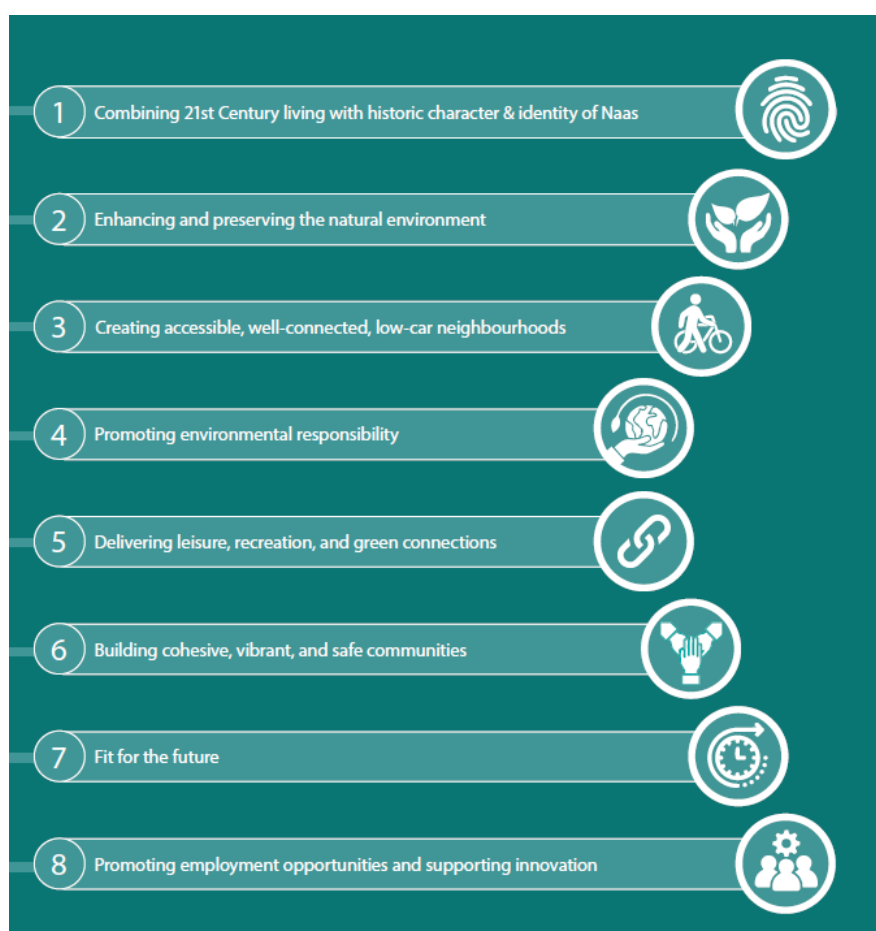 1 Combining 21st Century living with historic character & identity of Naas
2 Enhancing and preserving the natural environment
3 Creating accessible, well-connected, low-car neighbourhoods
4 Promoting environmental responsibility
5 Delivering leisure, recreation, and green connections
6 Building cohesive, vibrant, and safe communities
7 Fit for the future
8 Promoting employment opportunities and supporting innovation